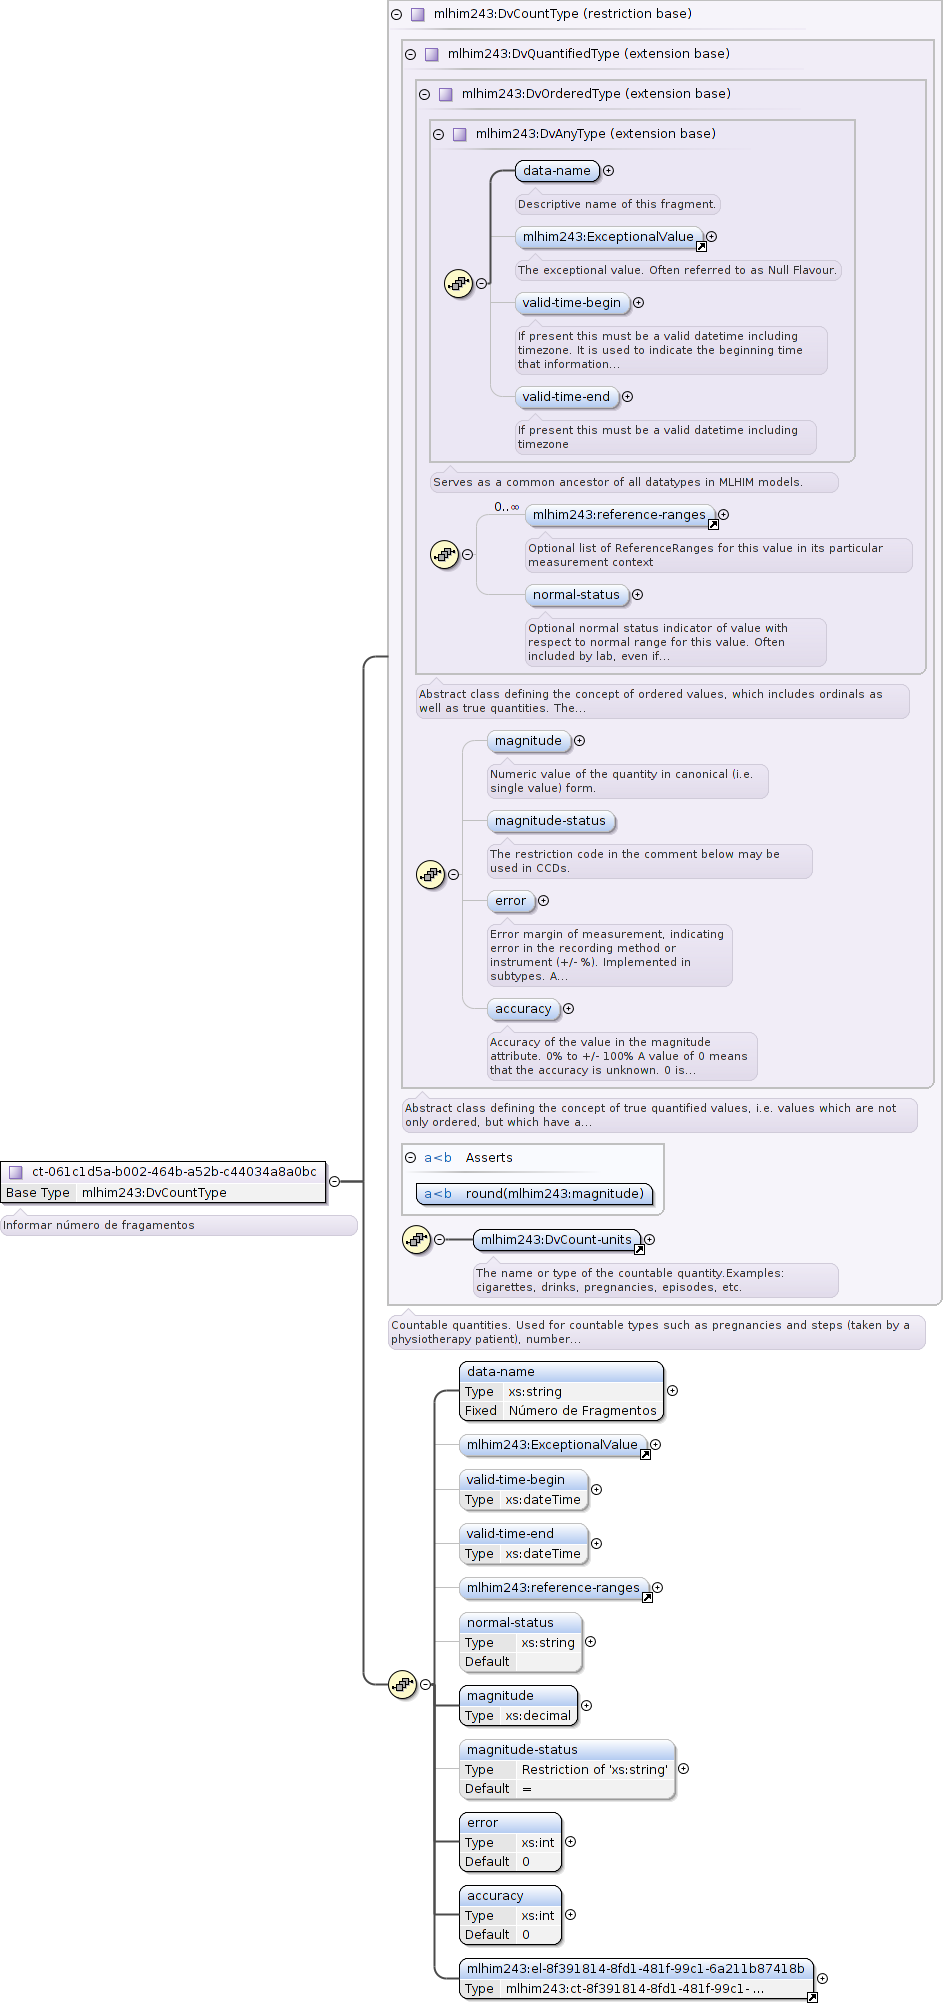 mlhim243:DvCountType (restriction base)
mlhim243:DvQuantifiedType (extension base)
mlhim243:DvOrderedType (extension base)
mlhim243:DvAnyType (extension base)
data-name
Descriptive name of this fragment.
mlhim243:ExceptionalValue
The exceptional value. Often referred to as Null Flavour.
valid-time-begin
If present this must be a valid datetime including
timezone. It is used to indicate the beginning time
that information...
valid-time-end
If present this must be a valid datetime including
timezone
Serves as a common ancestor of all datatypes in MLHIM models.
0..∞
mlhim243:reference-ranges
Optional list of ReferenceRanges for this value in its particular
measurement context
normal-status
Optional normal status indicator of value with
respect to normal range for this value. Often
included by lab, even if...
Abstract class defining the concept of ordered values, which includes ordinals as
well as true quantities. The...
magnitude
Numeric value of the quantity in canonical (i.e.
single value) form.
magnitude-status
The restriction code in the comment below may be
used in CCDs.
error
Error margin of measurement, indicating
error in the recording method or
instrument (+/- %). Implemented in
subtypes. A...
accuracy
Accuracy of the value in the magnitude
attribute. 0% to +/- 100% A value of 0 means
that the accuracy is unknown. 0 is...
Abstract class defining the concept of true quantified values, i.e. values which are not
only ordered, but which have a...
a<b Asserts
a<b round(mlhim243:magnitude)
ct-061c1d5a-b002-464b-a52b-c44034a8a0bc
Base Type mlhim243:DvCountType
Informar número de fragamentos
mlhim243:DvCount-units
The name or type of the countable quantity.Examples:
cigarettes, drinks, pregnancies, episodes, etc.
Countable quantities. Used for countable types such as pregnancies and steps (taken by a
physiotherapy patient), number...
data-name
Type xs:string
Fixed Número de Fragmentos
mlhim243:ExceptionalValue
valid-time-begin
Type xs:dateTime
valid-time-end
Type xs:dateTime
mlhim243:reference-ranges
normal-status
Type xs:string
Default
magnitude
Type xs:decimal
magnitude-status
Type Restriction of 'xs:string'
Default =
error
Type xs:int
Default 0
accuracy
Type xs:int
Default 0
mlhim243:el-8f391814-8fd1-481f-99c1-6a211b87418b
Type mlhim243:ct-8f391814-8fd1-481f-99c1-...